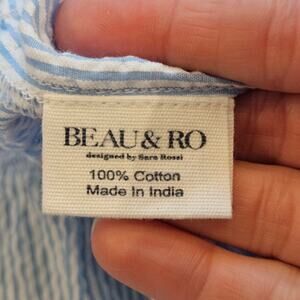 BEAU & RO
designed by Sara Rossi
100% Cotton
Made in India